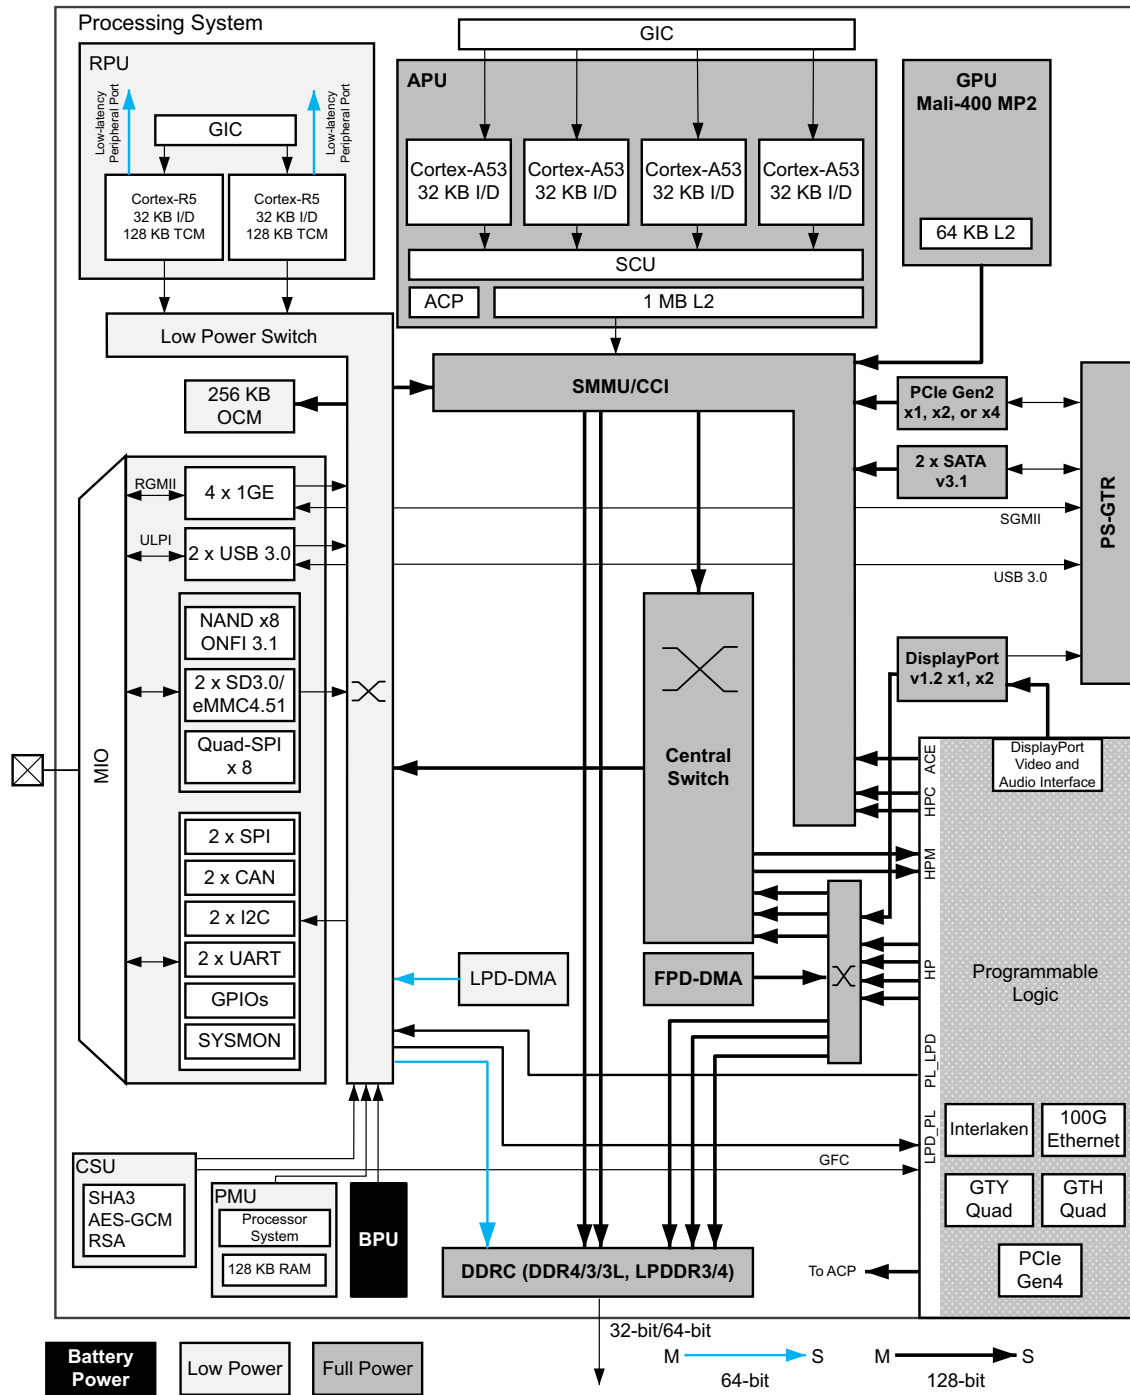 Processing System
RPU
Low-latency
Peripheral Port
Low-latency
Peripheral Port
GIC
Cortex-R5
32 KB I/D
128 KB TCM
Cortex-R5
32 KB I/D
128 KB TCM
GIC
APU
Cortex-A53
32 KB I/D
Cortex-A53
32 KB I/D
Cortex-A53
32 KB I/D
Cortex-A53
32 KB I/D
SCU
ACP
1 MB L2
GPU
Mali-400 MP2
64 KB L2
Low Power Switch
256 KB
OCM
SMMU/CCI
PCIe Gen2
x1, x2, or x4
2 x SATA
v3.1
PS-GTR
SGMII
USB 3.0
RGMII
4 x 1GE
ULPI
2 x USB 3.0
NAND x8
ONFI 3.1
2 x SD3.0/
eMMC4.51
Quad-SPI
x 8
MIO
2 x SPI
2 x CAN
2 x I2C
2 x UART
GPIOs
SYSMON
Central
Switch
DisplayPort
v1.2 x1, x2
DisplayPort
Video and
Audio Interface
ACE
HPC
HPM
HP
PL_LPD
LPD_PL
Programmable
Logic
LPD-DMA
FPD-DMA
Interlaken
100G
Ethernet
GTY
Quad
GTH
Quad
PCIe
Gen4
GFC
CSU
SHA3
AES-GCM
RSA
PMU
Processor
System
128 KB RAM
BPU
DDRC (DDR4/3/3L, LPDDR3/4)
To ACP
32-bit/64-bit
Battery
Power
Low Power
Full Power
M
S
64-bit
M
S
128-bit